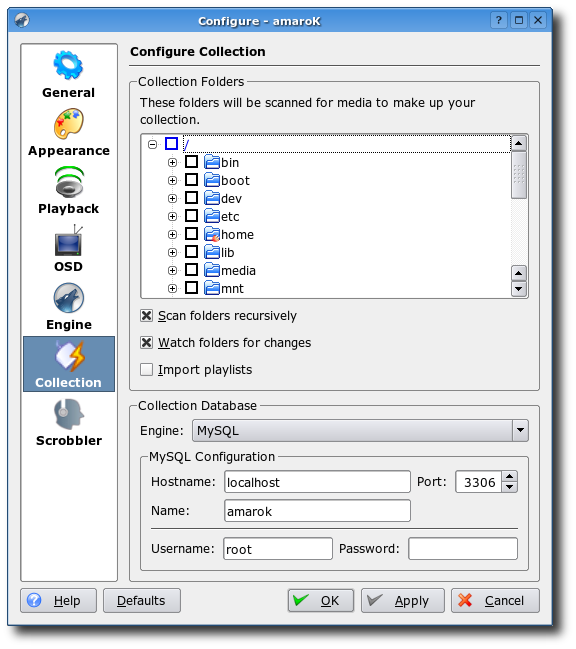 Configure - amaroK
General
Appearance
Playback
OSD
Engine
Collection
Scrobbler
Configure Collection
Collection Folders
These folders will be scanned for media to make up your
collection.
/
bin
boot
dev
etc
home
lib
media
mnt
Scan folders recursively
Watch folders for changes
Import playlists
Collection Database
Engine: MySQL
MySQL Configuration
Hostname: localhost Port: 3306
Name: amarok
Username: root Password:
Help Defaults OK Apply Cancel